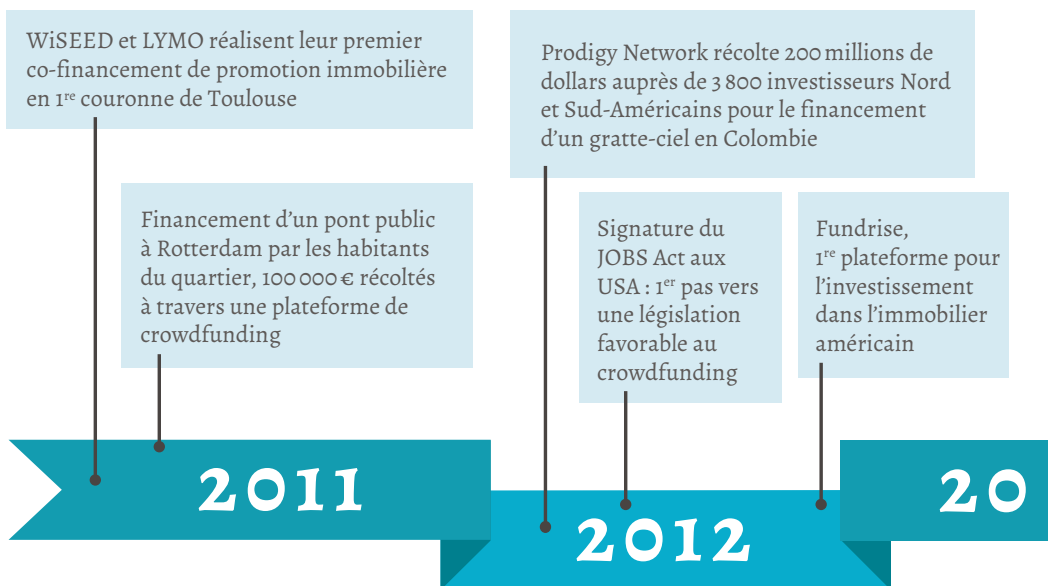 WiSEED et LYMO réalisent leur premier
co-financement de promotion immobilière
en 1re couronne de Toulouse
Financement d’un pont public
à Rotterdam par les habitants
du quartier, 100 000 € récoltés
à travers une plateforme de
crowdfunding
Prodigy Network récolte 200 millions de
dollars auprès de 3 800 investisseurs Nord
et Sud-Américains pour le financement
d’un gratte-ciel en Colombie
Signature du
JOBS Act aux
USA : 1er pas vers
une législation
favorable au
crowdfunding
Fundrise,
1re plateforme pour
l’investissement
dans l’immobilier
américain
2011
2012
20